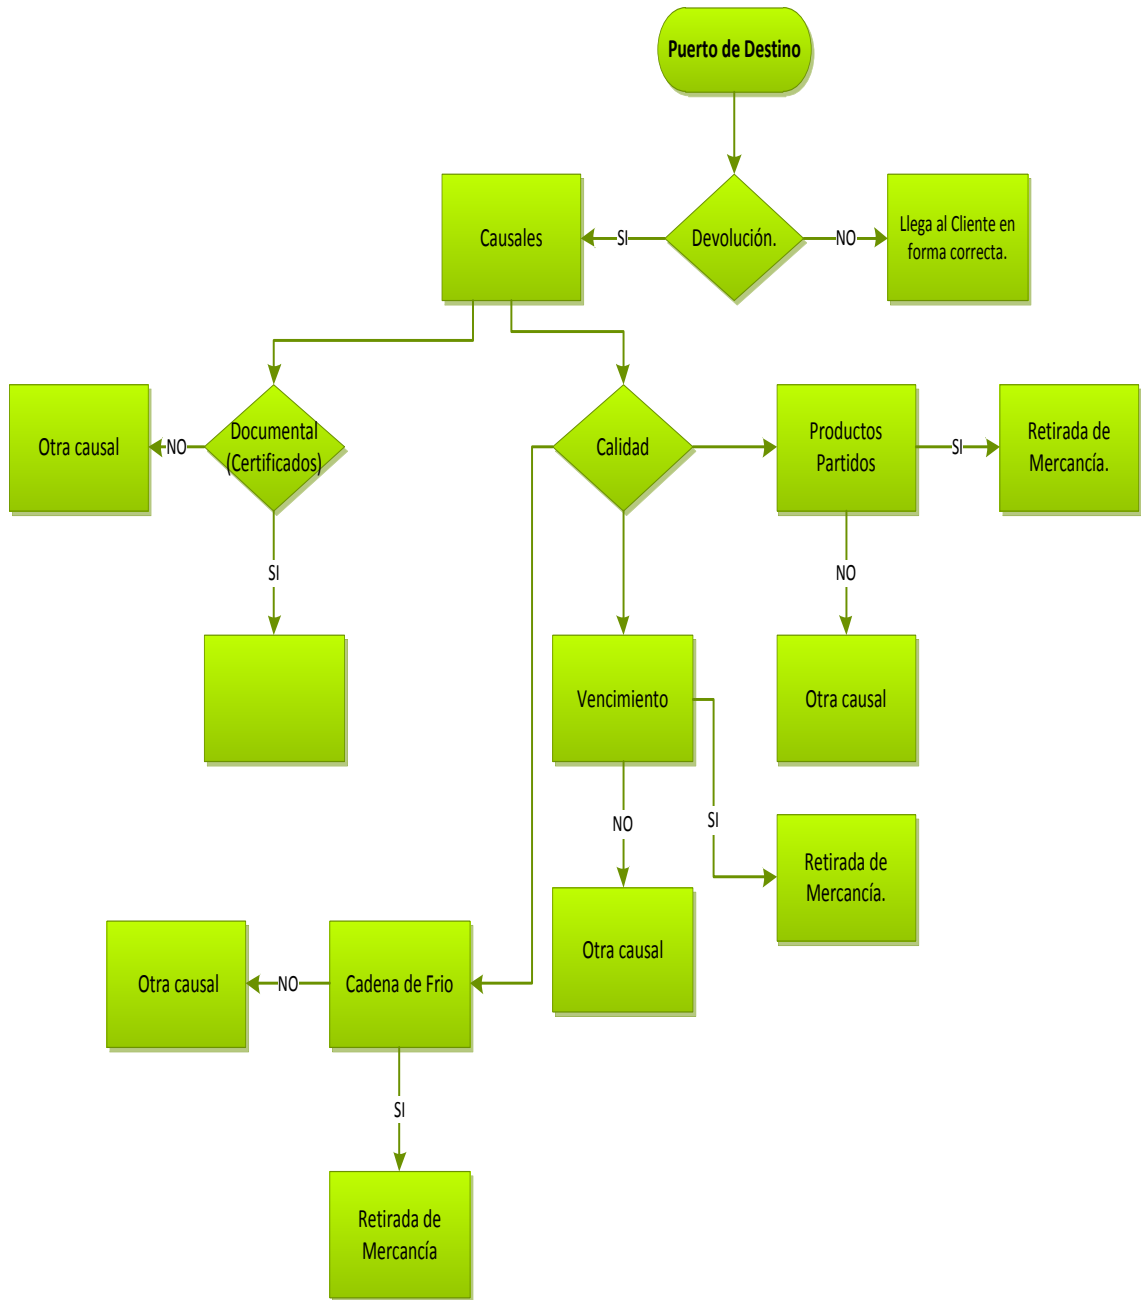 Puerto de Destino
Causales
SI
Devolución.
NO
Llega al Cliente en
forma correcta.
Otra causal
NO
Documental
(Certificados)
Calidad
Productos
Partidos
SI
Retirada de
Mercancía.
SI
NO
Vencimiento
Otra causal
NO
SI
Retirada de
Mercancía.
Otra causal
Otra causal
NO
Cadena de Frio
SI
Retirada de
Mercancía